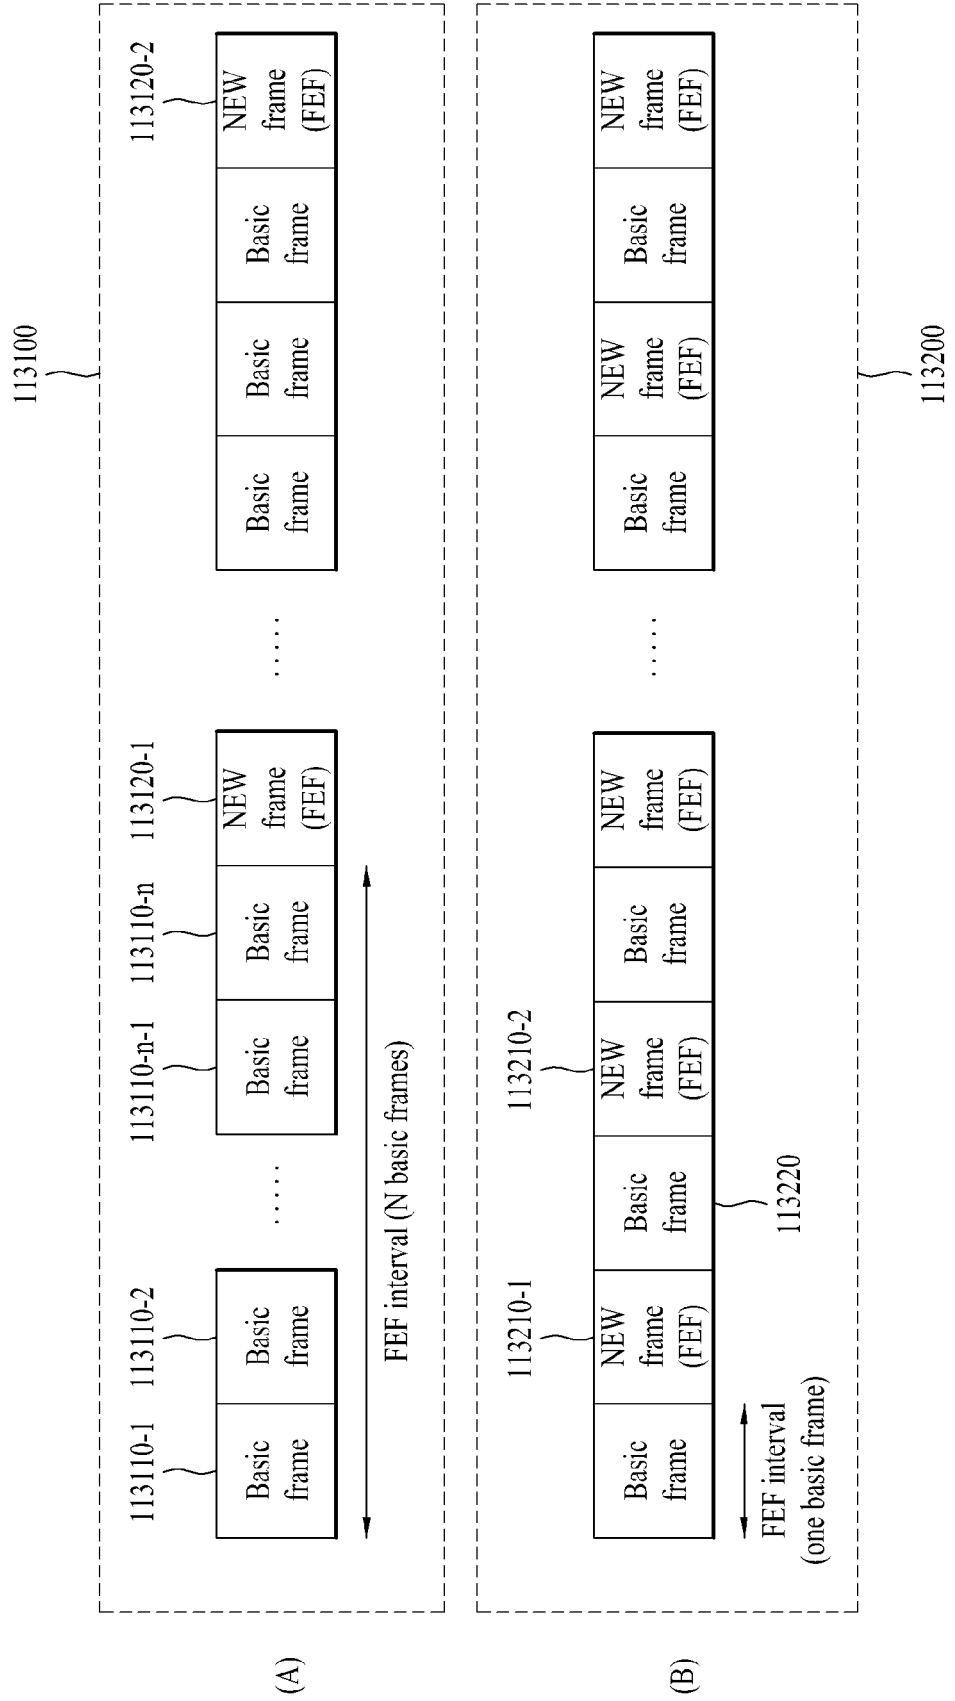 113100
(A)
113110-1
113110-2
113110-n-1
113110-n
113120-1
113120-2
Basic
frame
Basic
frame
.....
Basic
frame
Basic
frame
NEW
frame
(FEF)
.....
Basic
frame
Basic
frame
Basic
frame
NEW
frame
(FEF)
FEF interval (N basic frames)
(B)
113210-1
113210-2
Basic
frame
NEW
frame
(FEF)
Basic
frame
NEW
frame
(FEF)
Basic
frame
NEW
frame
(FEF)
.....
Basic
frame
NEW
frame
(FEF)
Basic
frame
NEW
frame
(FEF)
FEF interval
(one basic frame)
113220
113200